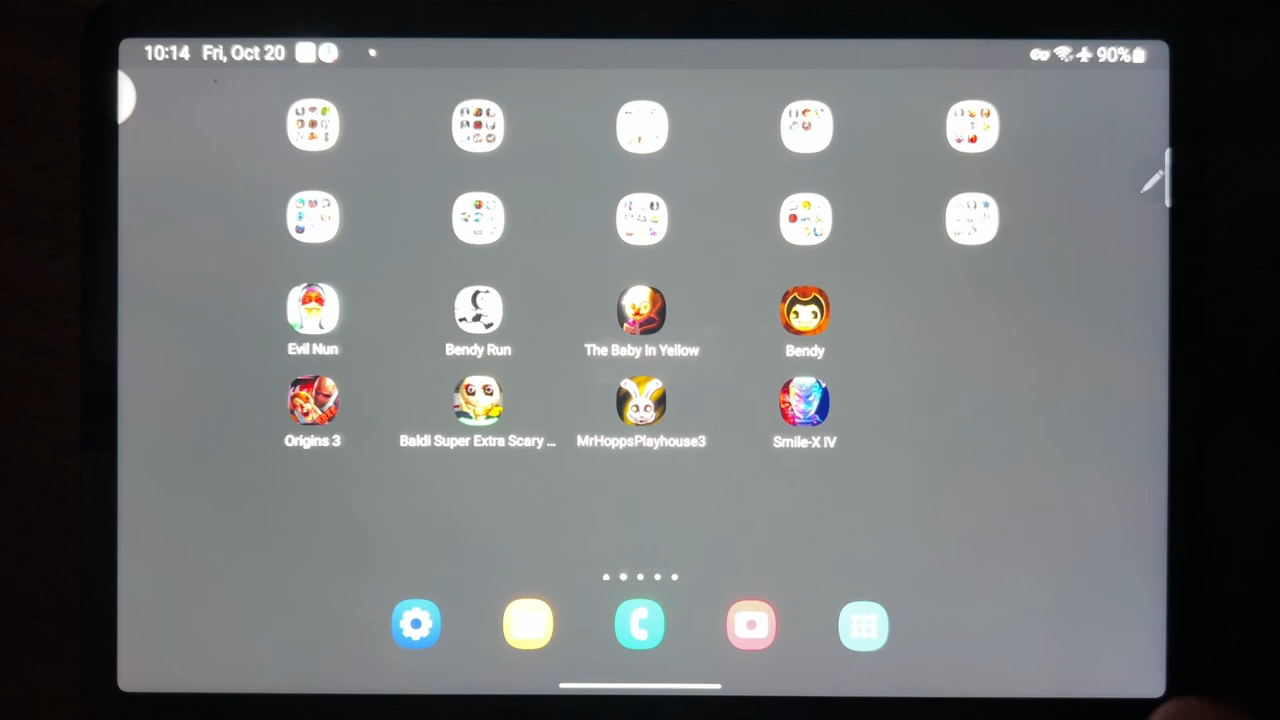 10:14 Fri, Oct 20
90%
Evil Nun
Bendy Run
The Baby In Yellow
Bendy
Origins 3
Baldi Super Extra Scary ...
MrHoppsPlayhouse3
Smile-X IV